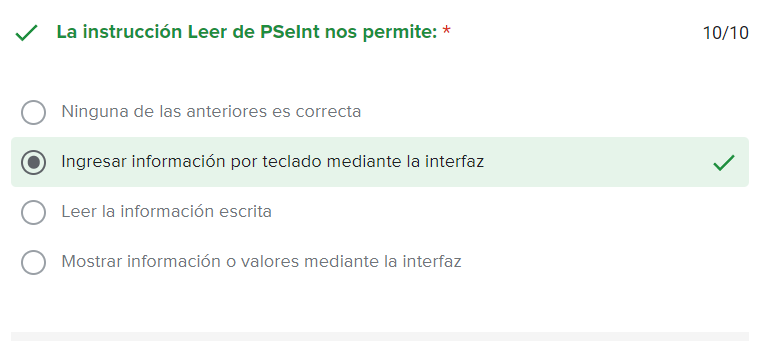 La instrucción Leer de PSeInt nos permite: *
10/10
Ninguna de las anteriores es correcta
Ingresar información por teclado mediante la interfaz
Leer la información escrita
Mostrar información o valores mediante la interfaz